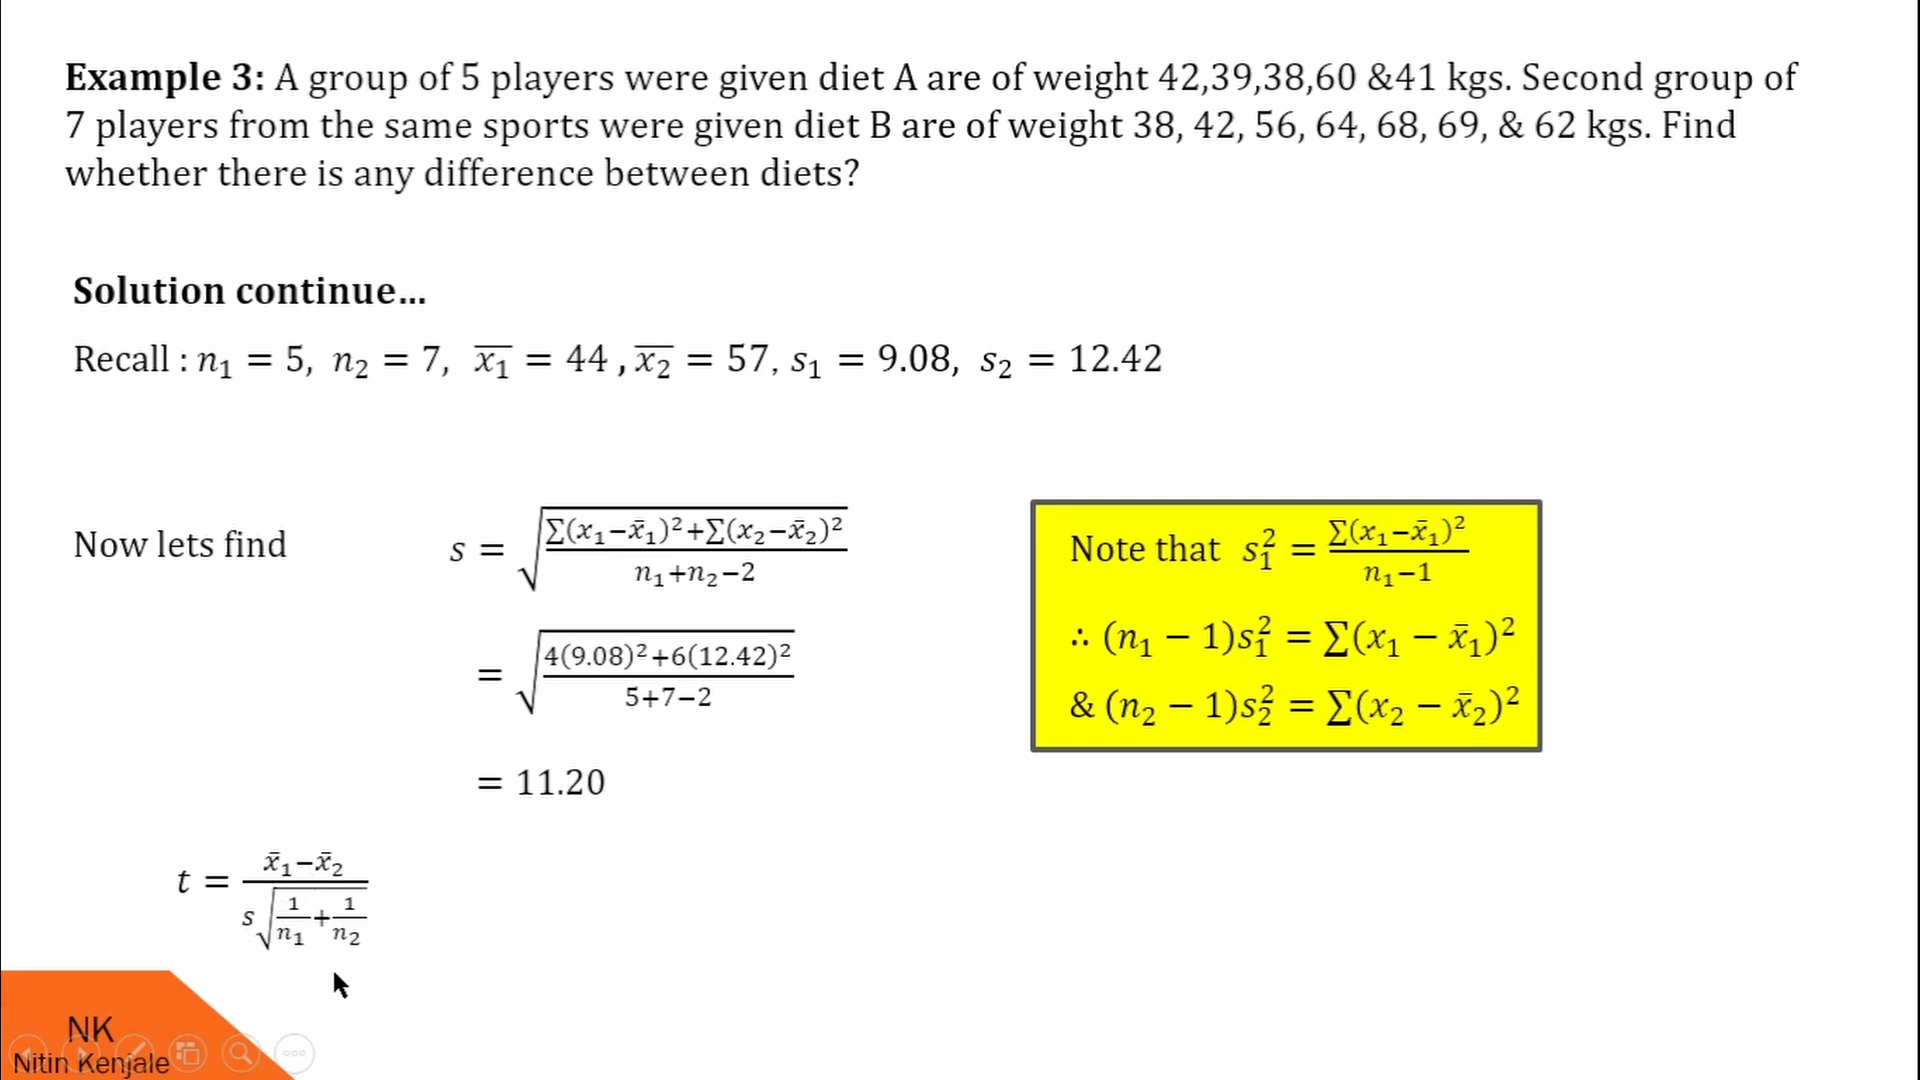 Example 3: A group of 5 players were given diet A are of weight 42,39,38,60 &41 kgs. Second group of
7 players from the same sports were given diet B are of weight 38, 42, 56, 64, 68, 69, & 62 kgs. Find
whether there is any difference between diets?
Solution continue...
Recall : n₁ = 5, n₂ = 7, x̅₁ = 44 , x̅₂ = 57, s₁ = 9.08, s₂ = 12.42
Now lets find s = √((∑(x₁−x̄₁)²+∑(x₂−x̄₂)²)/(n₁+n₂−2))
= √((4(9.08)²+6(12.42)²)/(5+7−2))
= 11.20
t = (x̄₁−x̄₂)/(s√(1/n₁+1/n₂))
Note that s₁² = ∑(x₁−x̄₁)²/(n₁−1)
∴ (n₁ − 1)s₁² = ∑(x₁ − x̄₁)²
& (n₂ − 1)s₂² = ∑(x₂ − x̄₂)²
NK
Nitin Kenjale